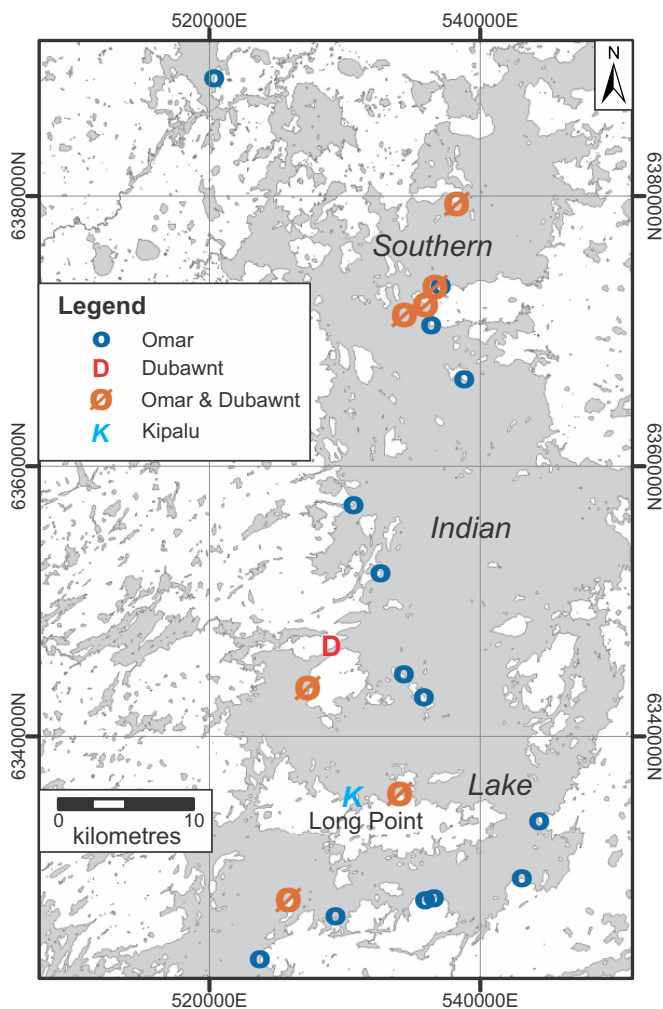 520000E 540000E
N
6380000N 6380000N
Southern
Legend
O Omar
D Dubawnt
Ø Omar & Dubawnt
K Kipalu
6360000N
Indian
D
6340000N 6340000N
Lake
K
Long Point
0 10
kilometres
520000E 540000E